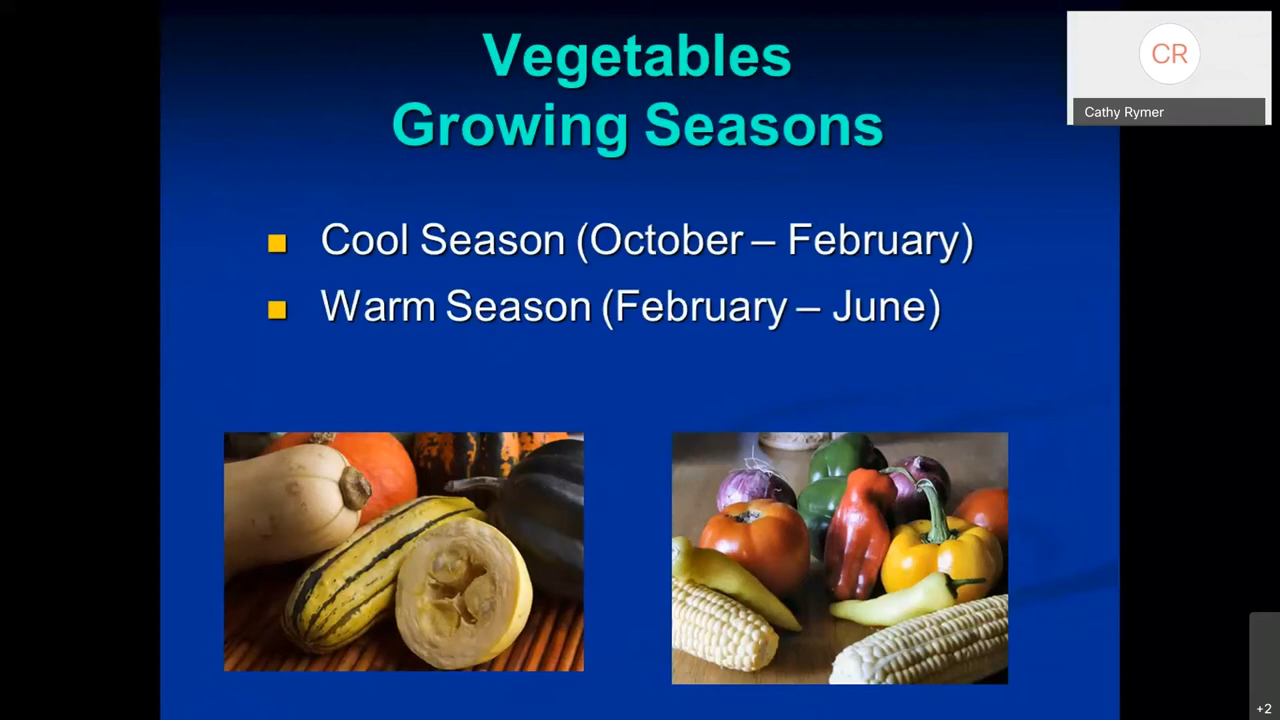 Vegetables
Growing Seasons
Cool Season (October – February)
Warm Season (February – June)
CR
Cathy Rymer
+2